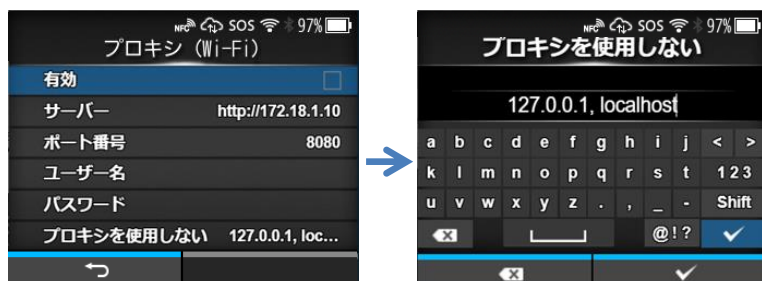 NFC SOS 97%
プロキシ (Wi-Fi)
有効
サーバー http://172.18.1.10
ポート番号 8080
ユーザー名
パスワード
プロキシを使用しない 127.0.0.1, loc...
NFC SOS 97%
プロキシを使用しない
127.0.0.1, localhost
a b c d e f g h i j < >
k l m n o p q r s t 123
u v w x y z . , _ - Shift
@!?